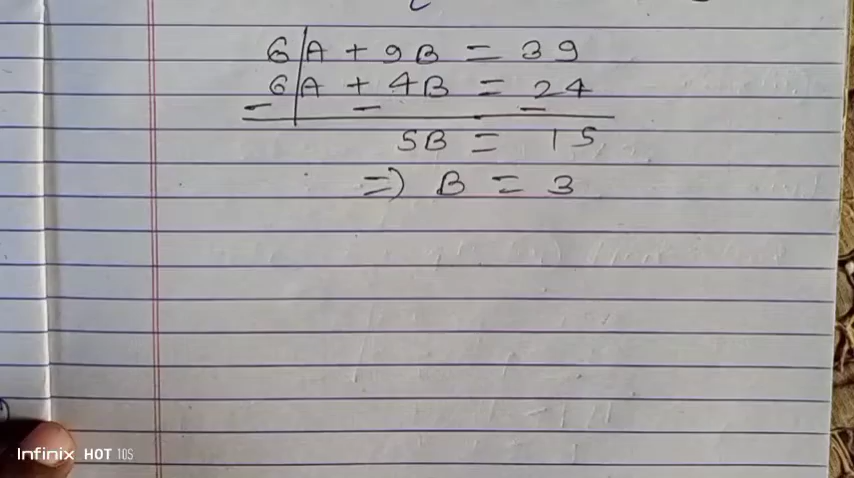 6A + 9B = 39
6A + 4B = 24
- - -
5B = 15
=) B = 3
Infinix HOT 10S